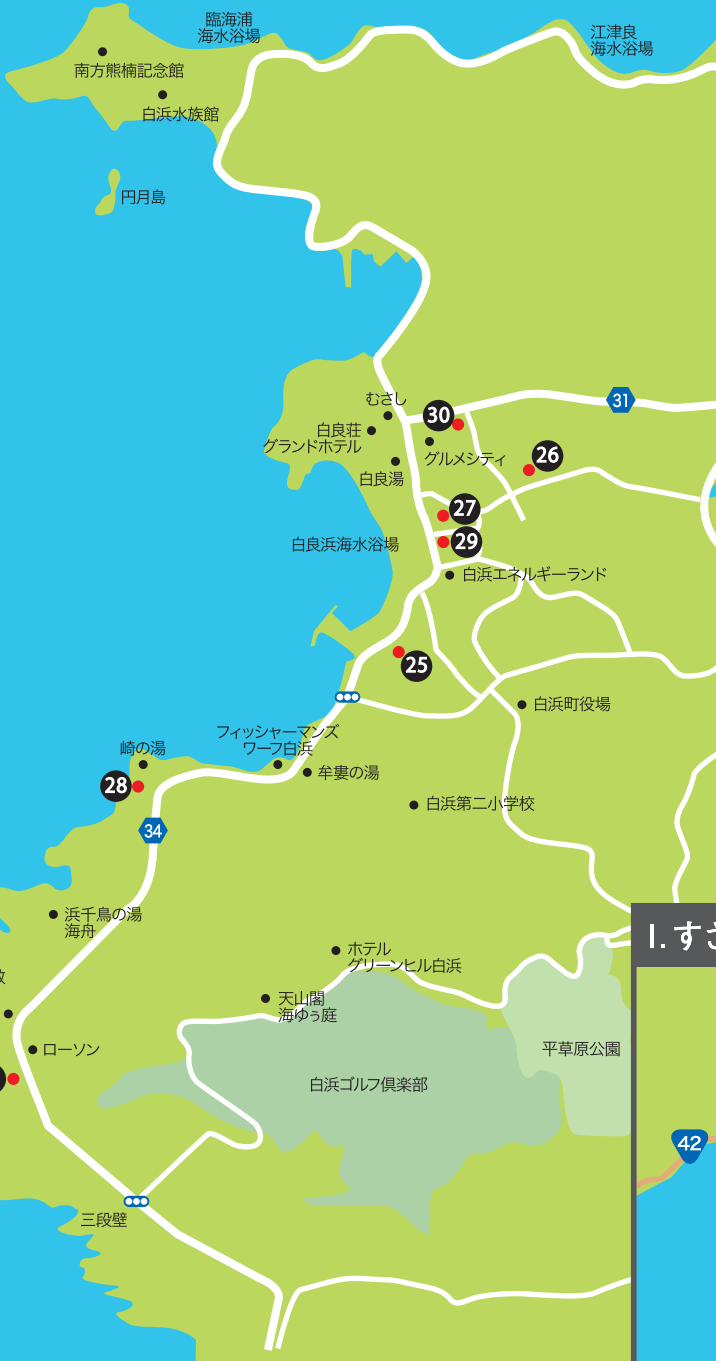 臨海浦
海水浴場
江津良
海水浴場
南方熊楠記念館
白浜水族館
円月島
むさし
30
31
白良荘
グランドホテル
グルメシティ
26
白良湯
27
白良浜海水浴場
29
白浜エネルギーランド
25
白浜町役場
フィッシャーマンズ
ワーフ白浜
崎の湯
牟婁の湯
28
白浜第二小学校
34
浜千鳥の湯
海舟
I. すさ
ホテル
グリーンヒル白浜
天山閣
海ゆぅ庭
ローソン
平草原公園
白浜ゴルフ倶楽部
42
三段壁